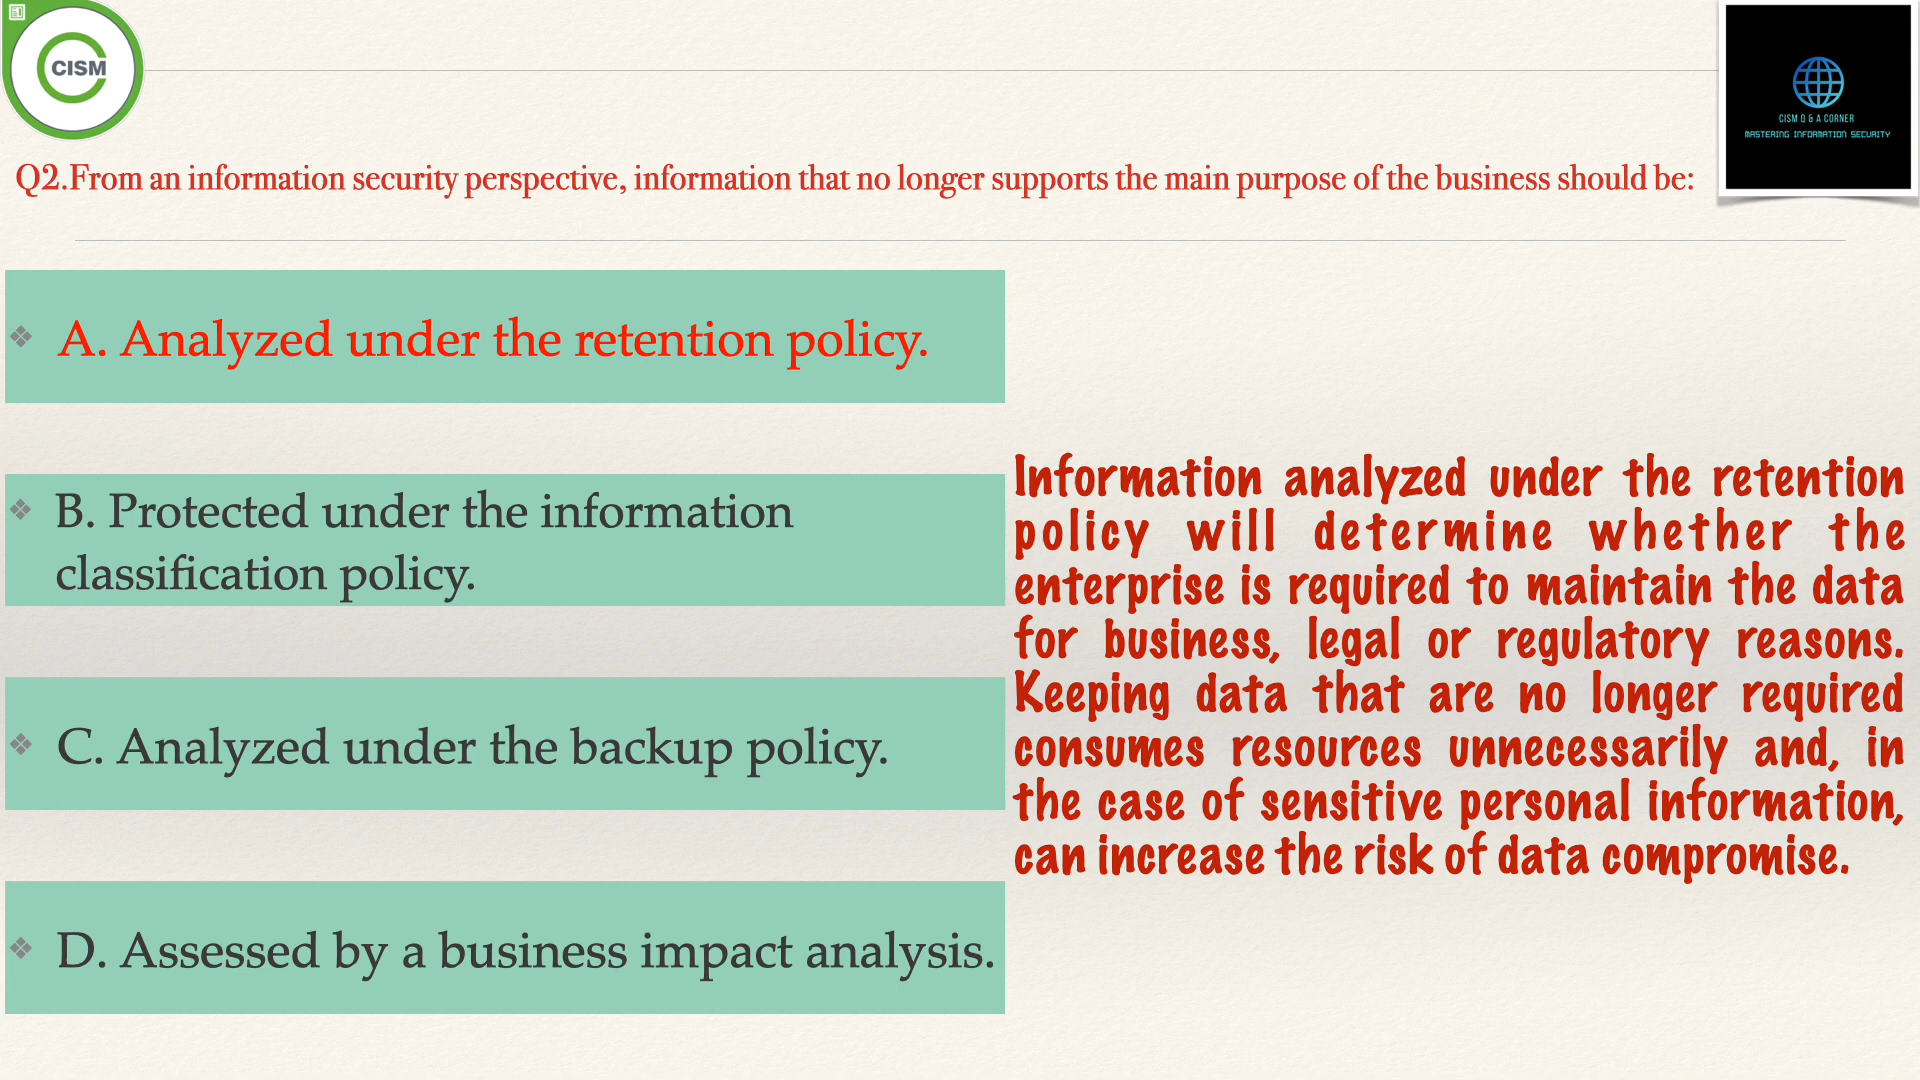 CISM
CISM Q & A CORNER
MASTERING INFORMATION SECURITY
Q2.From an information security perspective, information that no longer supports the main purpose of the business should be:
❖ A. Analyzed under the retention policy.
❖ B. Protected under the information
classification policy.
❖ C. Analyzed under the backup policy.
❖ D. Assessed by a business impact analysis.
Information analyzed under the retention
policy will determine whether the
enterprise is required to maintain the data
for business, legal or regulatory reasons.
Keeping data that are no longer required
consumes resources unnecessarily and, in
the case of sensitive personal information,
can increase the risk of data compromise.